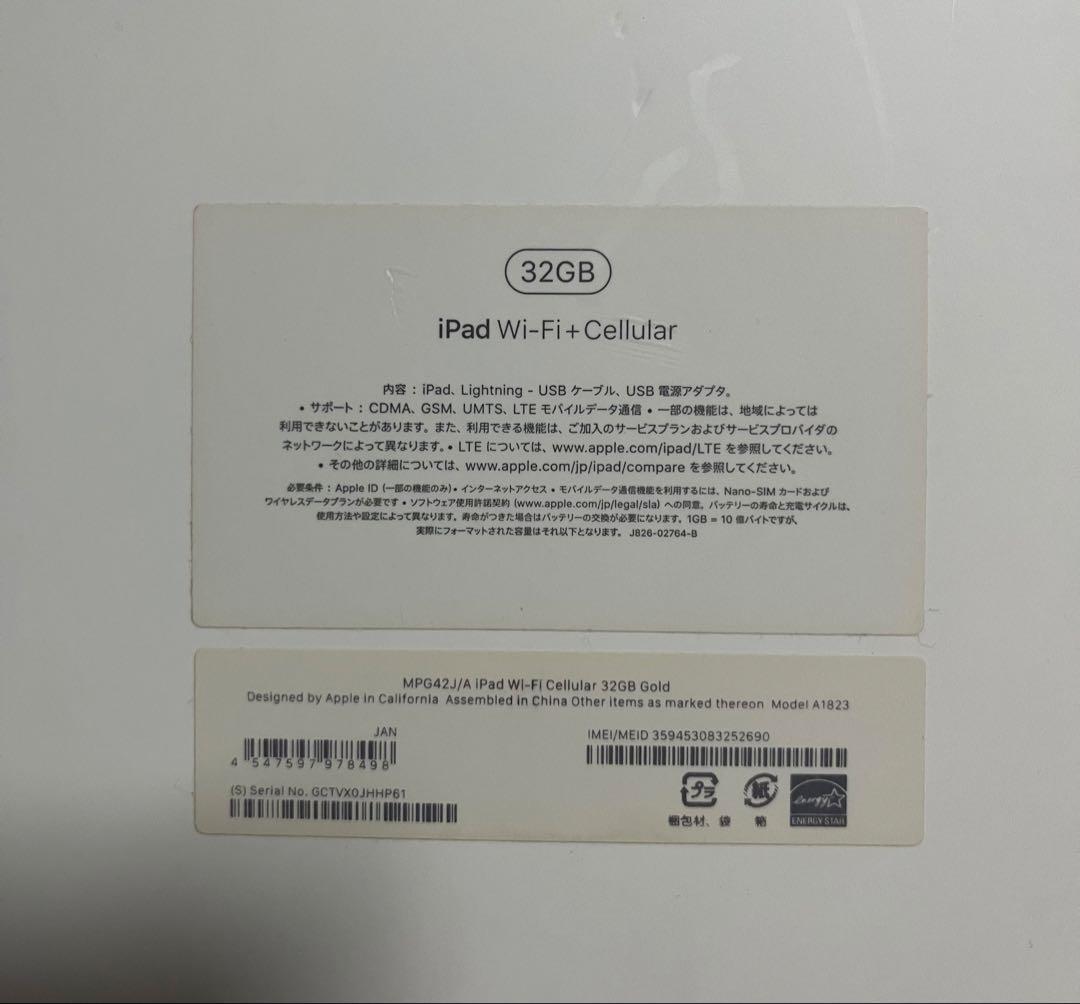 32GB
iPad Wi-Fi + Cellular
内容：iPad、Lightning - USB ケーブル、USB 電源アダプタ。
• サポート：CDMA、GSM、UMTS、LTE モバイルデータ通信 • 一部の機能は、地域によっては
利用できないことがあります。また、利用できる機能は、ご加入のサービスプランおよびサービスプロバイダの
ネットワークによって異なります。• LTE については、www.apple.com/ipad/LTE を参照してください。
• その他の詳細については、www.apple.com/jp/ipad/compare を参照してください。
必要条件：Apple ID (一部の機能のみ) • インターネットアクセス • モバイルデータ通信機能を利用するには、Nano-SIM カードおよび
ワイヤレスデータプランが必要です • ソフトウェア使用許諾契約 (www.apple.com/jp/legal/sla) への同意。バッテリーの寿命と充電サイクルは、
使用方法や設定によって異なります。寿命がつきた場合はバッテリーの交換が必要になります。1GB = 10 億バイトですが、
実際にフォーマットされた容量はそれ以下となります。 J826-02764-B
MPG42J/A iPad Wi-Fi Cellular 32GB Gold
Designed by Apple in California Assembled in China Other items as marked thereon Model A1823
JAN
4 547597 978498
(S) Serial No. GCTVX0JHHP61
IMEI/MEID 359453083252690
プラ 紙
梱包材、袋 箱
energy
ENERGY STAR